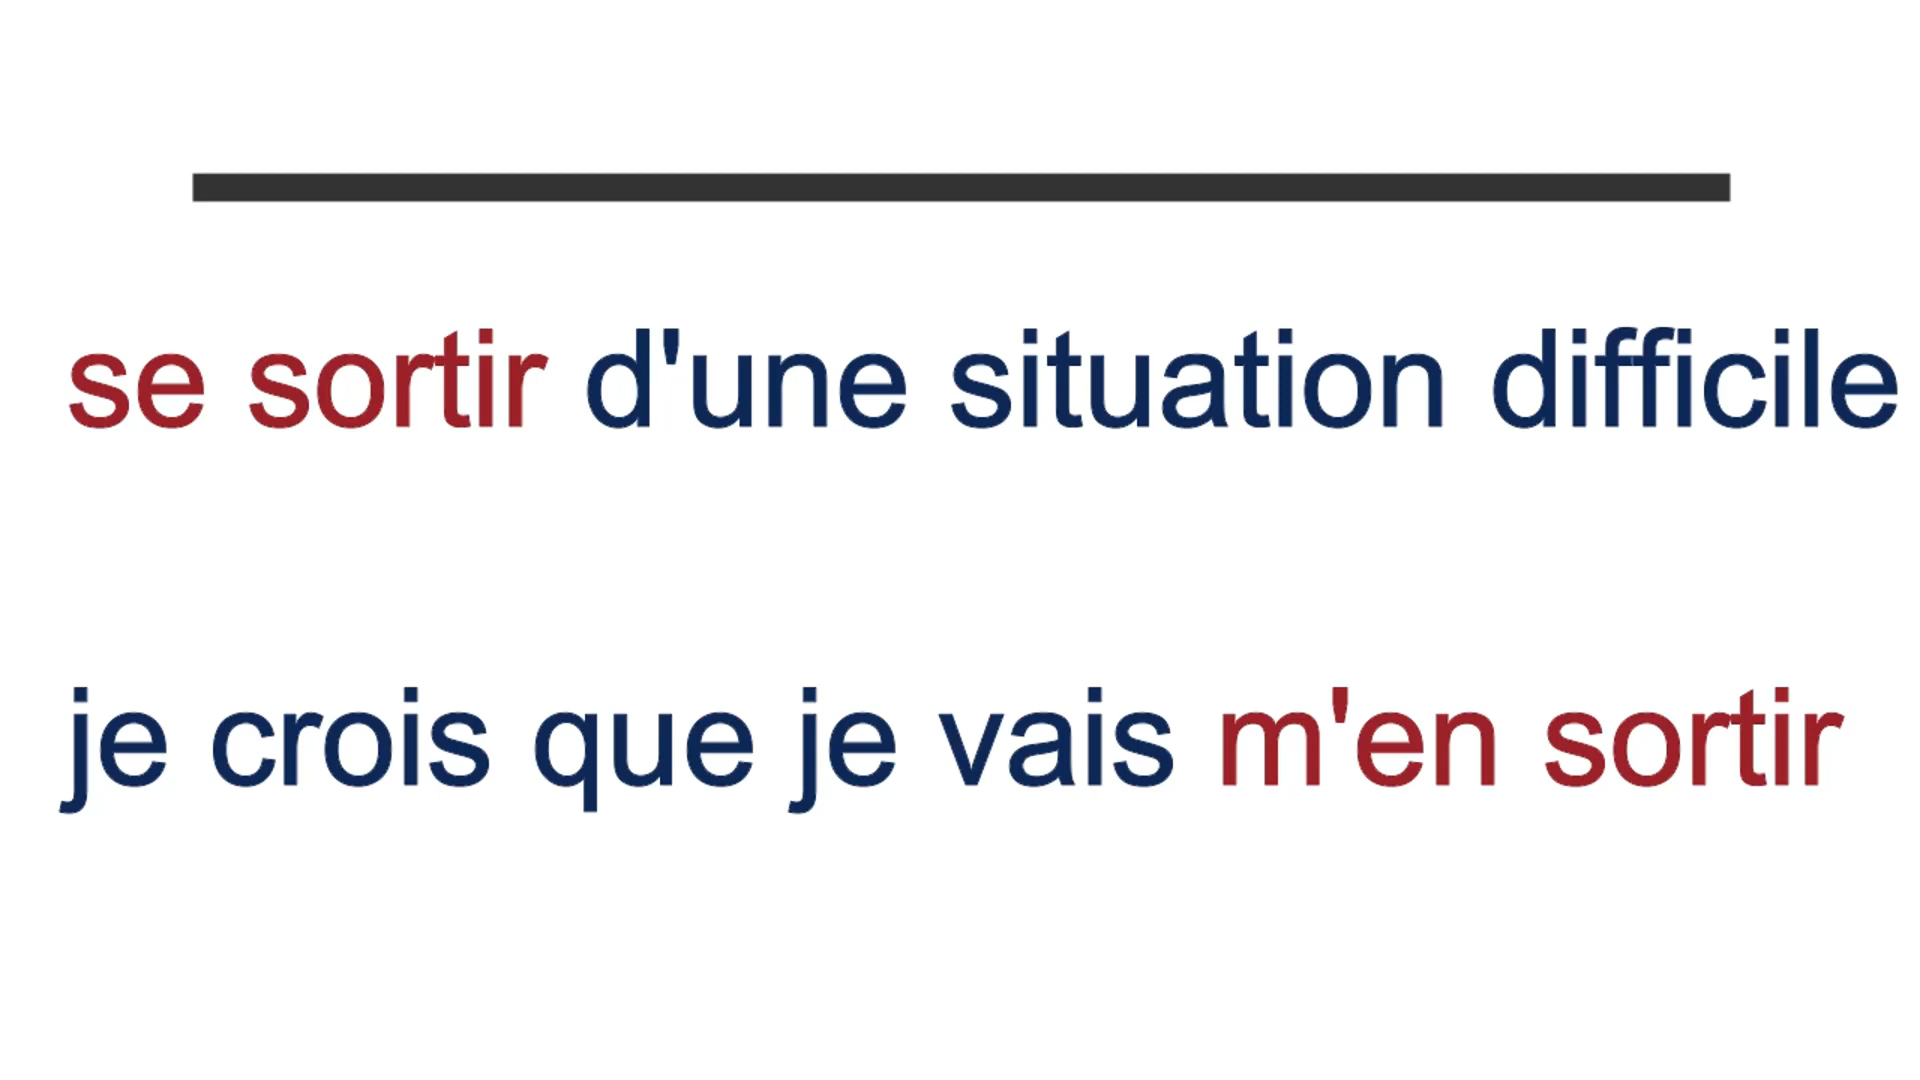 se sortir d'une situation difficile
je crois que je vais m'en sortir